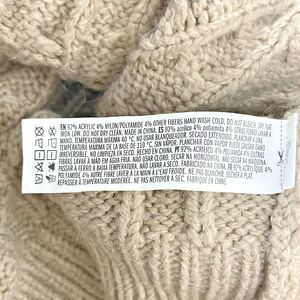 EN 92% ACRYLIC 4% NYLON/POLYAMIDE 4% OTHER FIBERS HAND WASH COLD. DO NOT BLEACH. DRY FLAT.
IRON LOW. DO NOT DRY CLEAN. MADE IN CHINA. ES 92% acrílico 4% poliamida 4% OTRAS FIBRAS LAVAR A
MANO. TEMPERATURA MÁXIMA 40 °C. NO USAR BLANQUEADOR. SECADO EXTENDIDO. PLANCHAR A UNA
TEMPERATURA MÁXIMA DE LA BASE DE 110 °C, SIN VAPOR. PLANCHAR CON VAPOR PUEDE CAUSAR DAÑO
IRREVERSIBLE. NO LIMPIAR EN SECO. HECHO EN CHINA. PT 92% ACRÍLICO 4% POLIAMIDA 4% OUTRAS
FIBRAS LAVAR À MÃO EM ÁGUA FRIA. NÃO USAR CLORO. SECAR NA HORIZONTAL. NÃO SECAR NA MÁQUINA.
PASSAR A FERRO A BAIXA TEMPERATURA. NÃO LIMPAR A SECO. FABRICADO NA CHINA. FR 92% ACRYLIQUE 4%
POLYAMIDE 4% AUTRE FIBRE LAVER À LA MAIN À L'EAU FROIDE. NE PAS BLANCHIR. SÉCHER À PLAT.
REPASSER À TEMPÉRATURE MODÉRÉE. NE PAS NETTOYER À SEC. FABRIQUÉ EN CHINE.